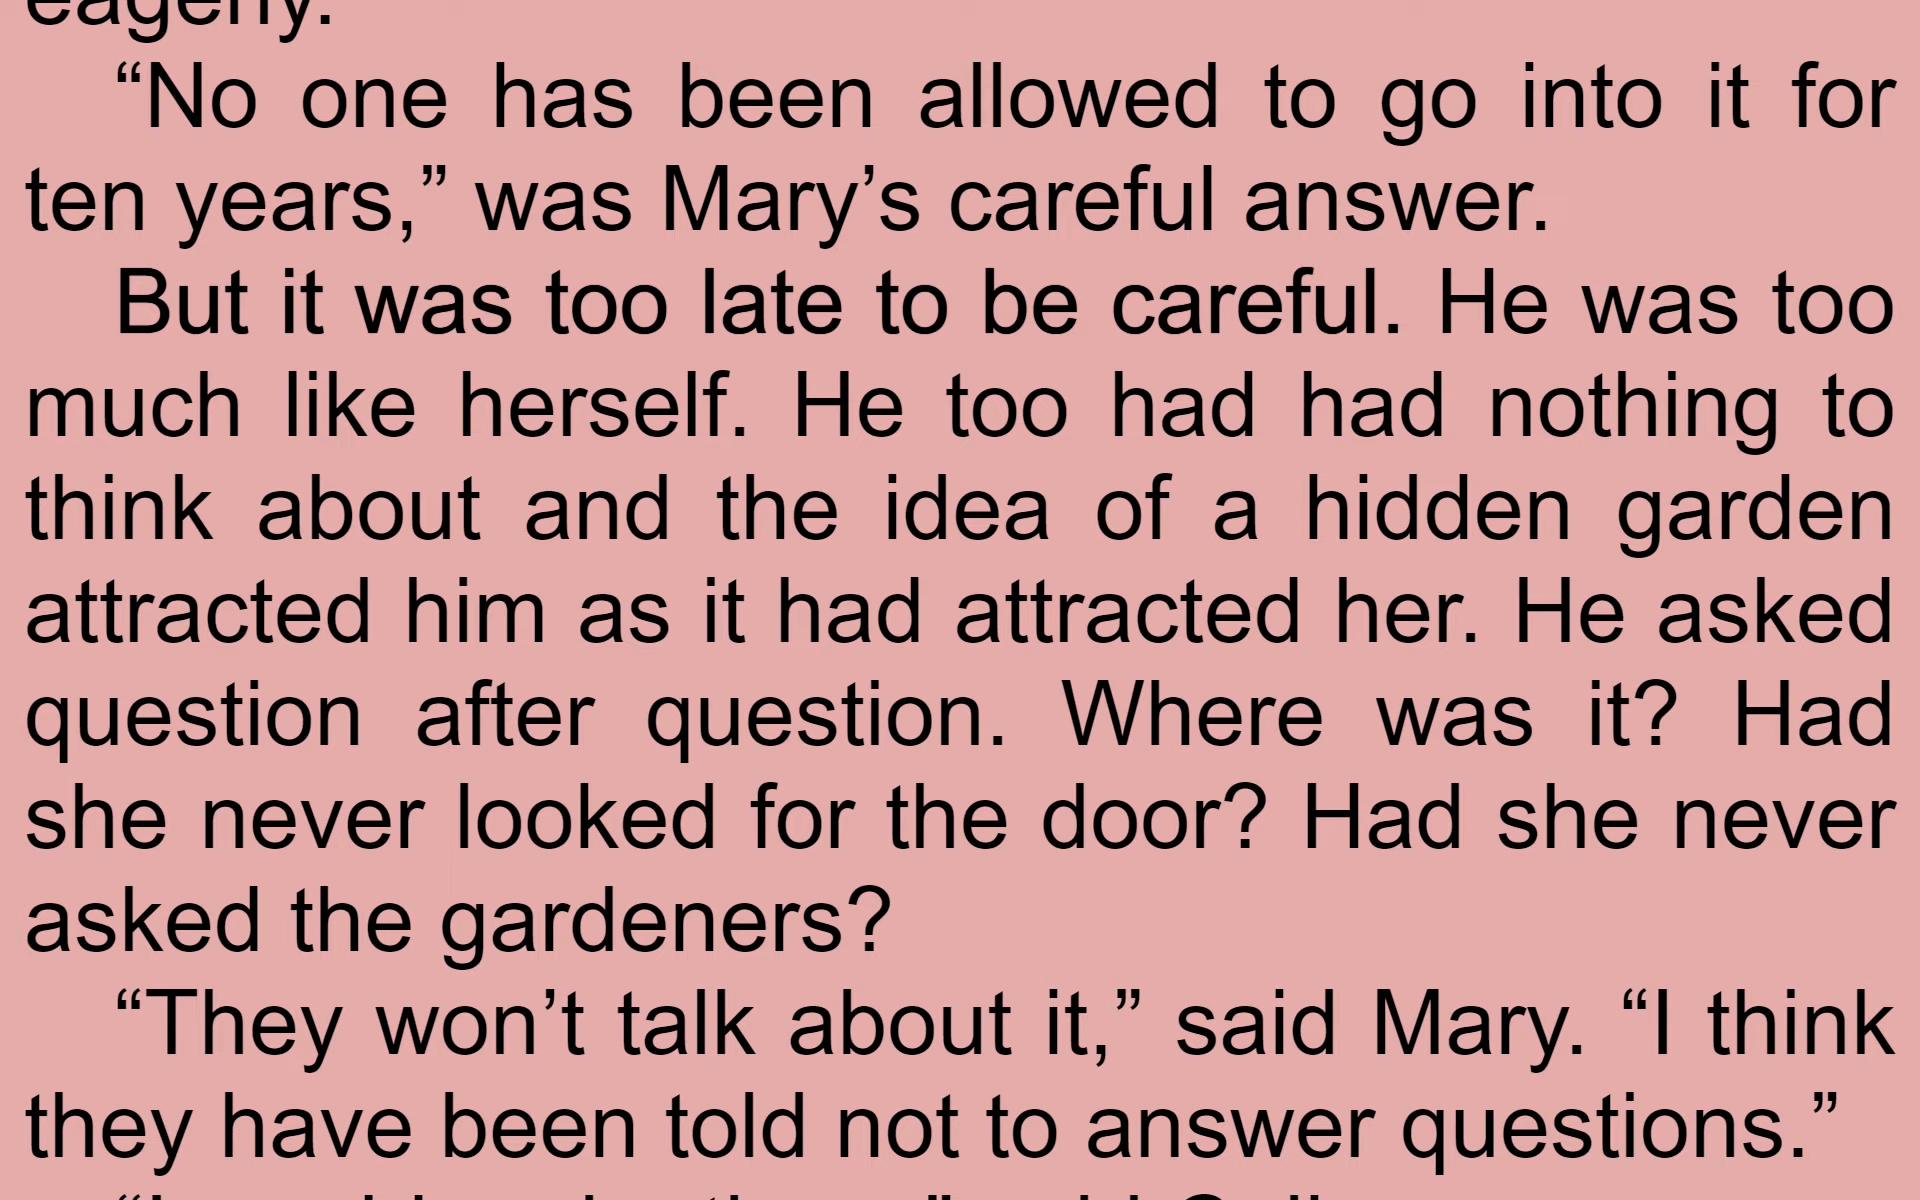 eagerly.
“No one has been allowed to go into it for
ten years,” was Mary’s careful answer.
But it was too late to be careful. He was too
much like herself. He too had had nothing to
think about and the idea of a hidden garden
attracted him as it had attracted her. He asked
question after question. Where was it? Had
she never looked for the door? Had she never
asked the gardeners?
“They won’t talk about it,” said Mary. “I think
they have been told not to answer questions.”